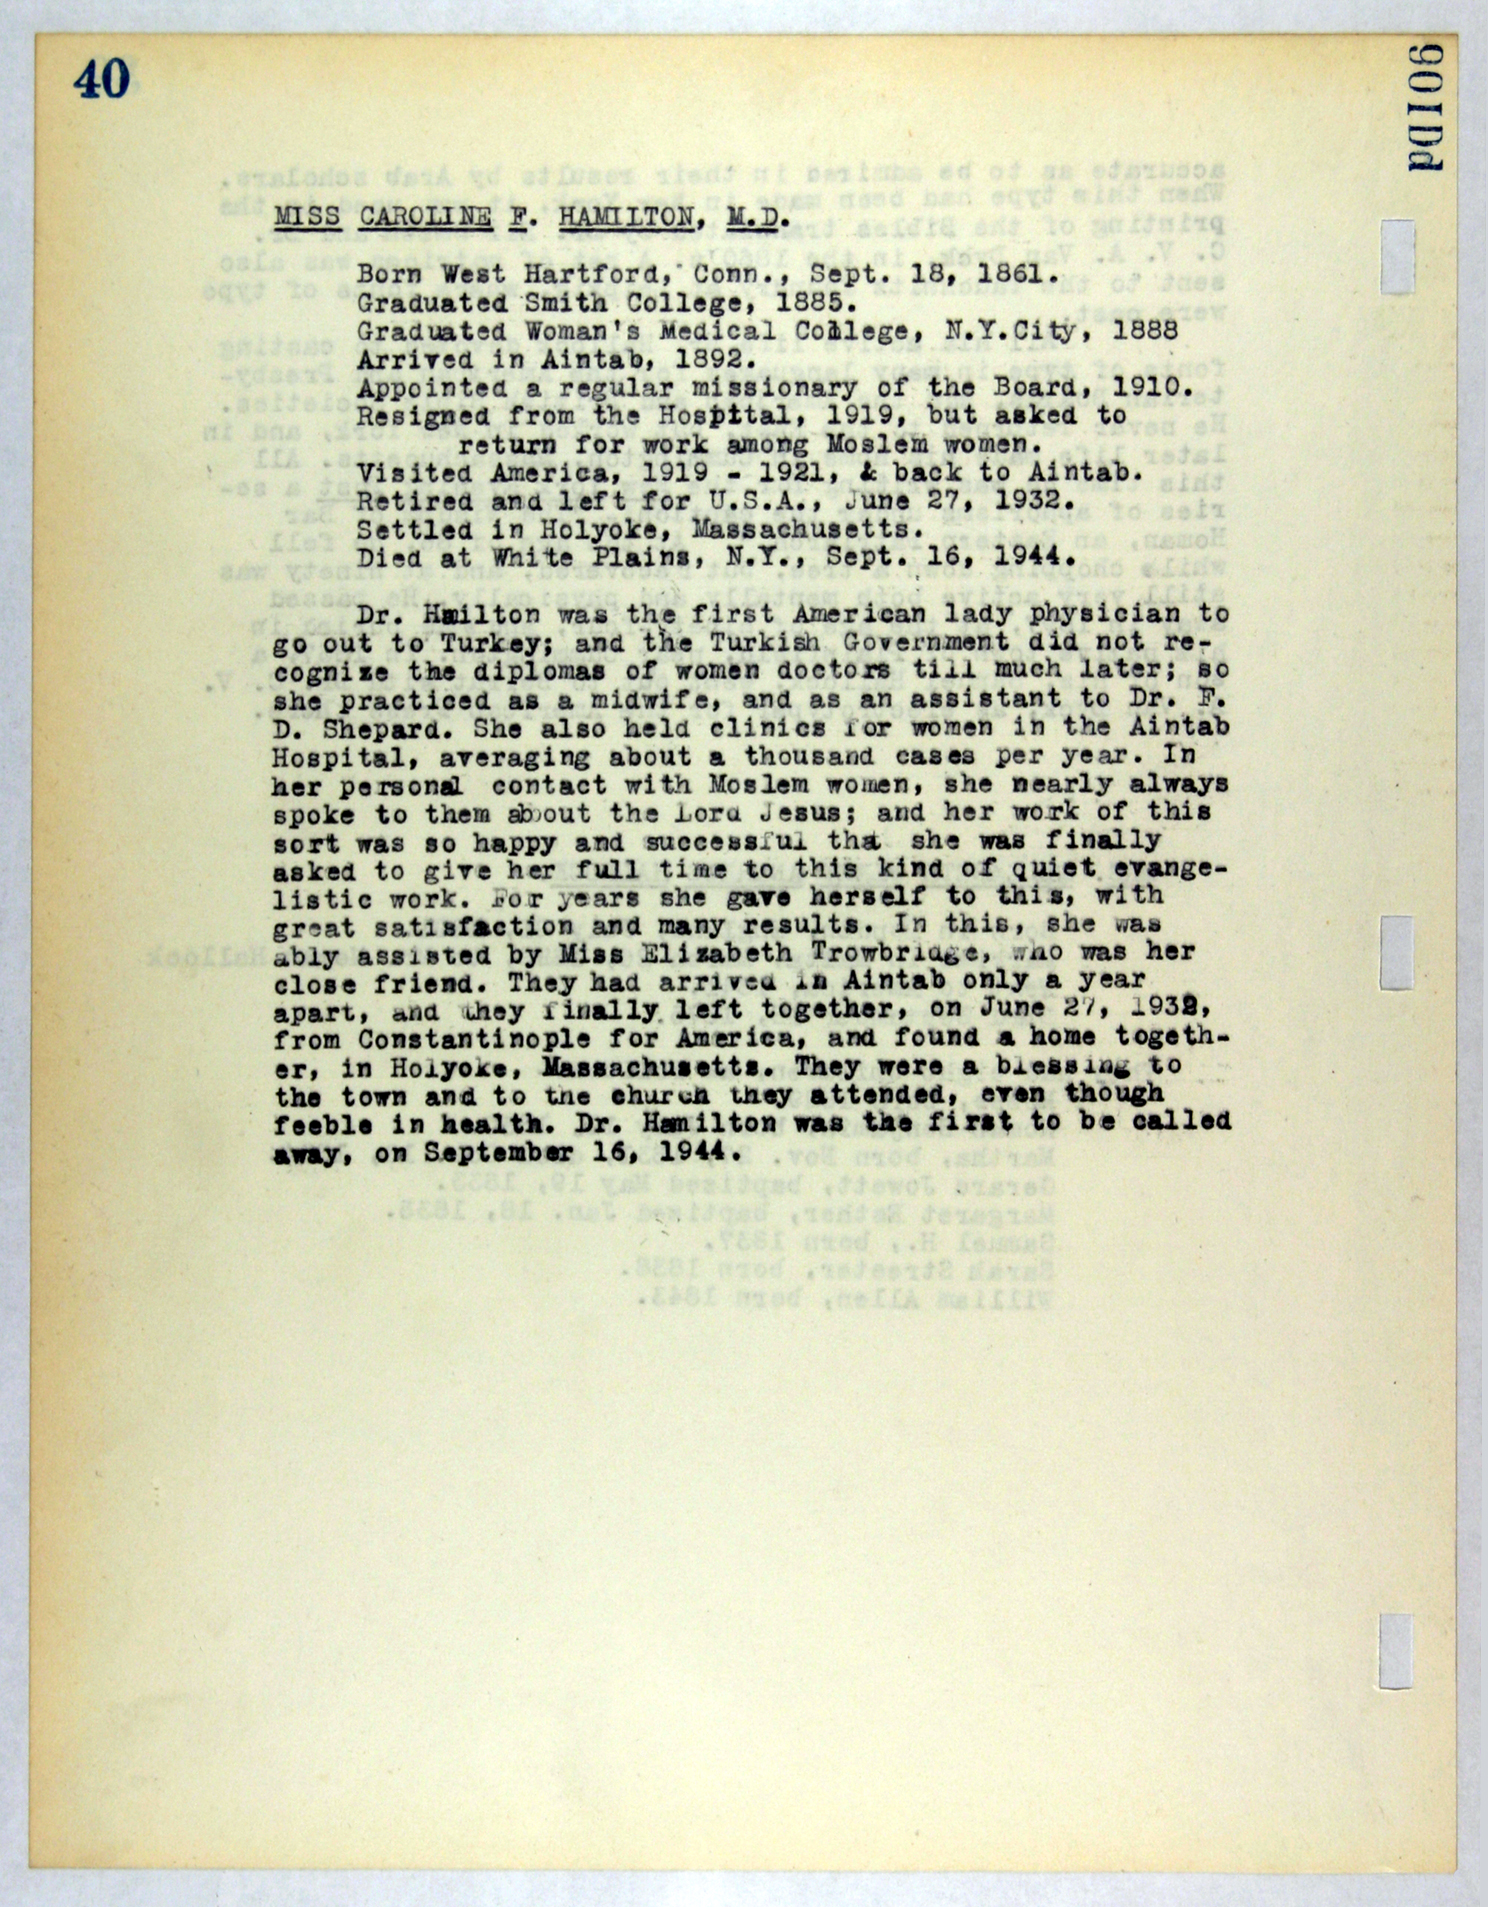 40
pd106
MISS CAROLINE F. HAMILTON, M.D.
Born West Hartford, Conn., Sept. 18, 1861.
Graduated Smith College, 1885.
Graduated Woman's Medical College, N.Y.City, 1888
Arrived in Aintab, 1892.
Appointed a regular missionary of the Board, 1910.
Resigned from the Hospital, 1919, but asked to
return for work among Moslem women.
Visited America, 1919 - 1921, & back to Aintab.
Retired and left for U.S.A., June 27, 1932.
Settled in Holyoke, Massachusetts.
Died at White Plains, N.Y., Sept. 16, 1944.
Dr. Hamilton was the first American lady physician to
go out to Turkey; and the Turkish Government did not re-
cognize the diplomas of women doctors till much later; so
she practiced as a midwife, and as an assistant to Dr. F.
D. Shepard. She also held clinics for women in the Aintab
Hospital, averaging about a thousand cases per year. In
her personal contact with Moslem women, she nearly always
spoke to them about the Lord Jesus; and her work of this
sort was so happy and successful that she was finally
asked to give her full time to this kind of quiet evange-
listic work. For years she gave herself to this, with
great satisfaction and many results. In this, she was
ably assisted by Miss Elizabeth Trowbridge, who was her
close friend. They had arrived in Aintab only a year
apart, and they finally left together, on June 27, 1932,
from Constantinople for America, and found a home togeth-
er, in Holyoke, Massachusetts. They were a blessing to
the town and to the church they attended, even though
feeble in health. Dr. Hamilton was the first to be called
away, on September 16, 1944.